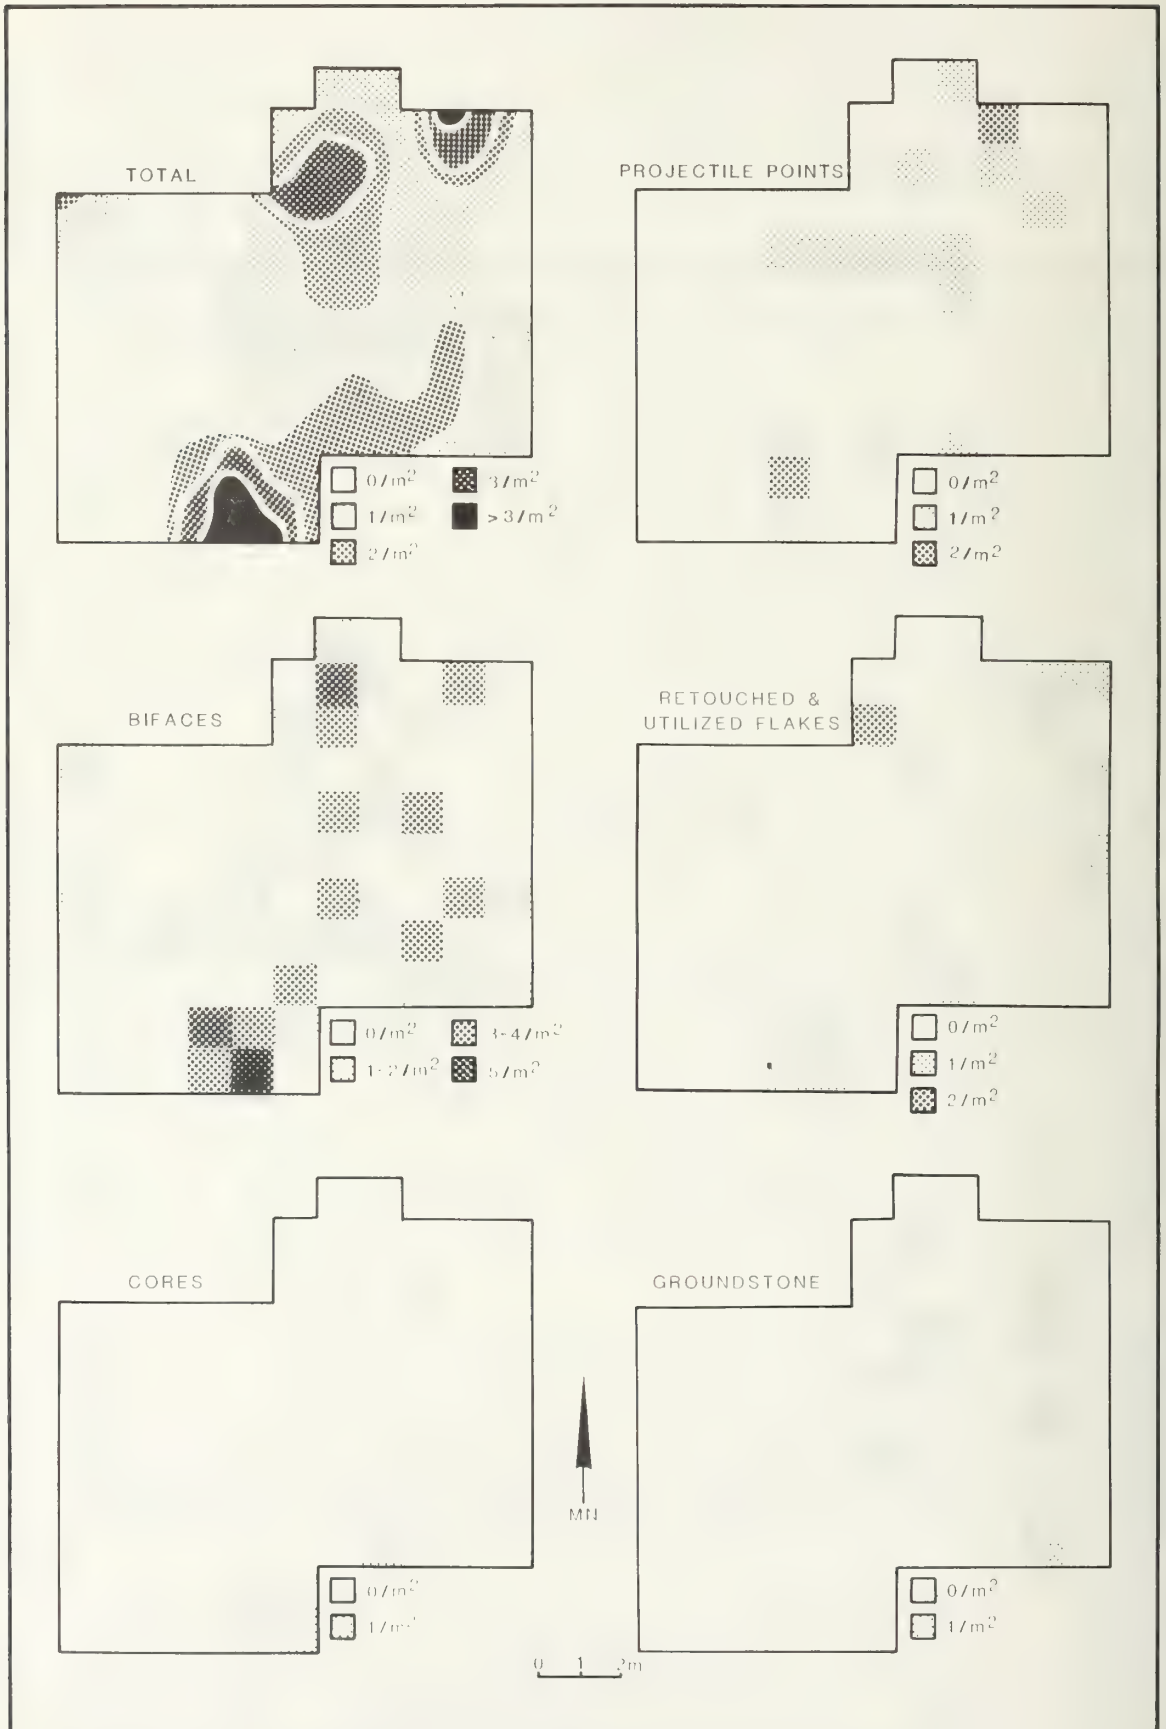 TOTAL
0/m²
1/m²
2/m²
3/m²
>3/m²
PROJECTILE POINTS
0/m²
1/m²
2/m²
BIFACES
0/m²
1-2/m²
3-4/m²
5/m²
RETOUCHED &
UTILIZED FLAKES
0/m²
1/m²
2/m²
CORES
0/m²
1/m²
GROUNDSTONE
0/m²
1/m²
MN
0 1 2m